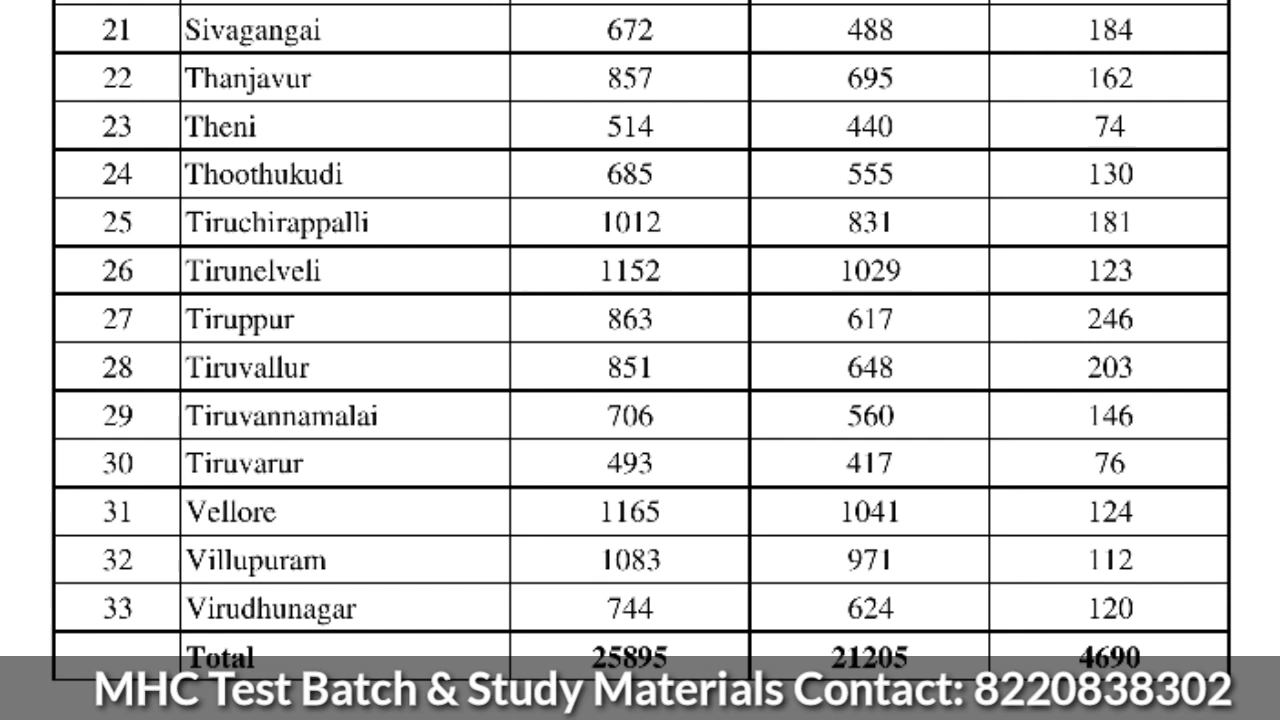 21 Sivagangai 672 488 184
22 Thanjavur 857 695 162
23 Theni 514 440 74
24 Thoothukudi 685 555 130
25 Tiruchirappalli 1012 831 181
26 Tirunelveli 1152 1029 123
27 Tiruppur 863 617 246
28 Tiruvallur 851 648 203
29 Tiruvannamalai 706 560 146
30 Tiruvarur 493 417 76
31 Vellore 1165 1041 124
32 Villupuram 1083 971 112
33 Virudhunagar 744 624 120
Total 25895 21205 4690
MHC Test Batch & Study Materials Contact: 8220838302